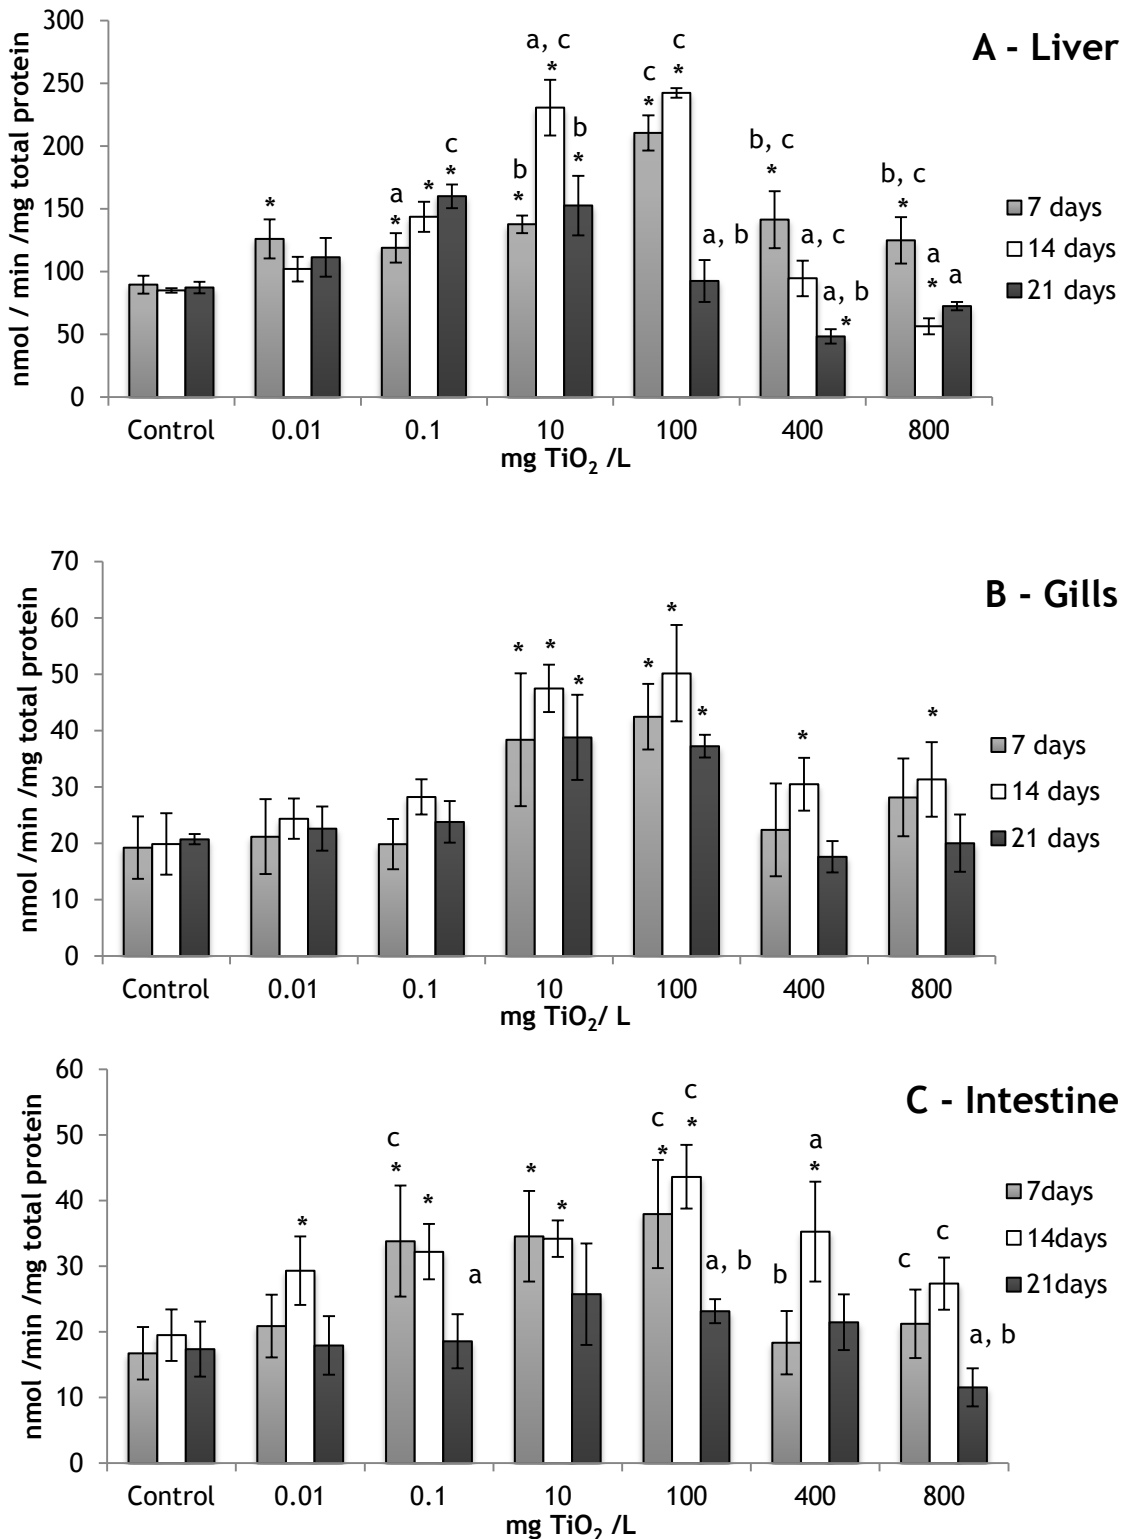 A - Liver
nmol / min /mg total protein
300
250
200
150
100
50
0
*
a
*
*
c
*
b
*
a, c
*
b
*
c
*
c
*
a, b
b, c
*
a, c
a, b
*
b, c
*
a
*
a
7 days
14 days
21 days
Control 0.01 0.1 10 100 400 800
mg TiO₂ /L
B - Gills
nmol /min /mg total protein
70
60
50
40
30
20
10
0
*
*
*
*
*
*
*
*
7 days
14 days
21 days
Control 0.01 0.1 10 100 400 800
mg TiO₂/ L
C - Intestine
nmol /min /mg total protein
60
50
40
30
20
10
0
*
c
*
*
a
*
*
c
*
c
*
a, b
b
a
*
c
c
a, b
7days
14days
21days
Control 0.01 0.1 10 100 400 800
mg TiO₂ /L